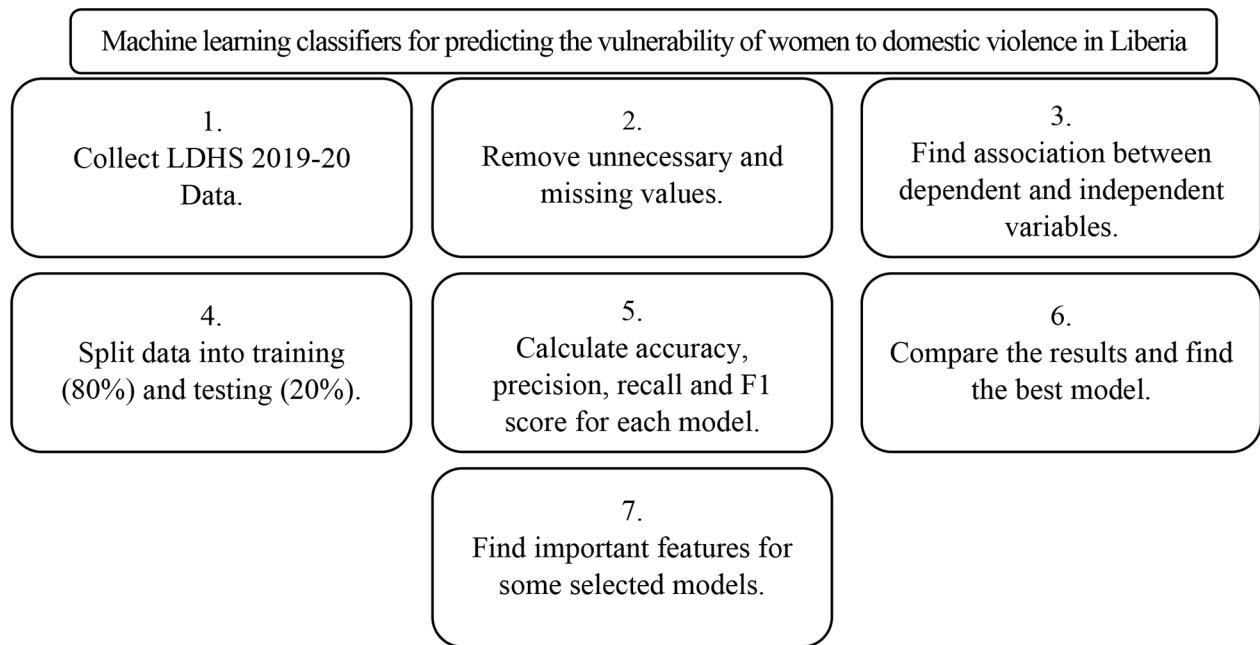 Machine learning classifiers for predicting the vulnerability of women to domestic violence in Liberia
1.
Collect LDHS 2019-20
Data.
2.
Remove unnecessary and
missing values.
3.
Find association between
dependent and independent
variables.
4.
Split data into training
(80%) and testing (20%).
5.
Calculate accuracy,
precision, recall and F1
score for each model.
6.
Compare the results and find
the best model.
7.
Find important features for
some selected models.